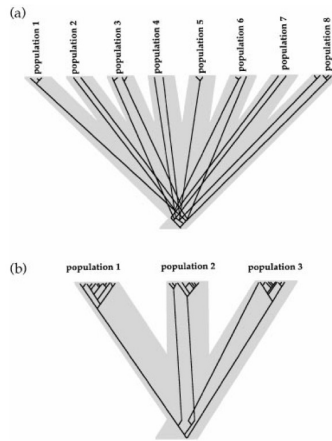 (a)
population 1
population 2
population 3
population 4
population 5
population 6
population 7
population 8
(b)
population 1
population 2
population 3